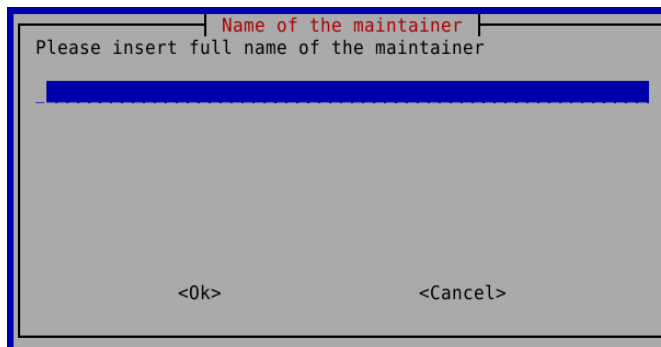 Name of the maintainer
Please insert full name of the maintainer
<Ok> <Cancel>